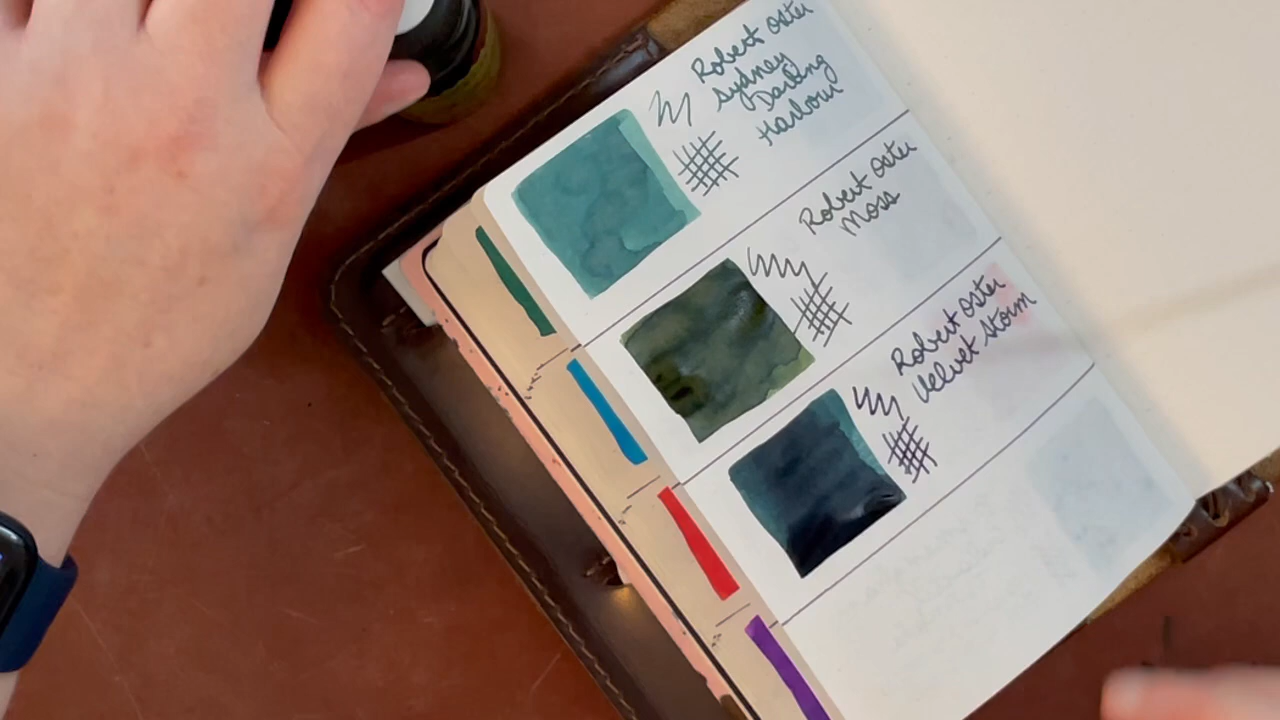 Robert Oster
Sydney
Darling
Harbour
Robert Oster
Moss
Robert Oster
Velvet Storm